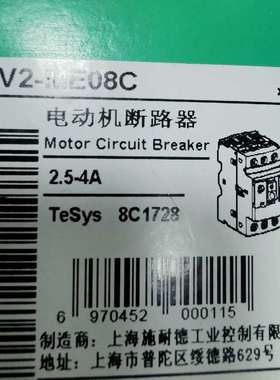 V2-ME08C
电动机断路器
Motor Circuit Breaker
2.5-4A
TeSys 8C1728
6 970452 000115
制造商：上海施耐德工业控制有限
地址：上海市普陀区绥德路629号